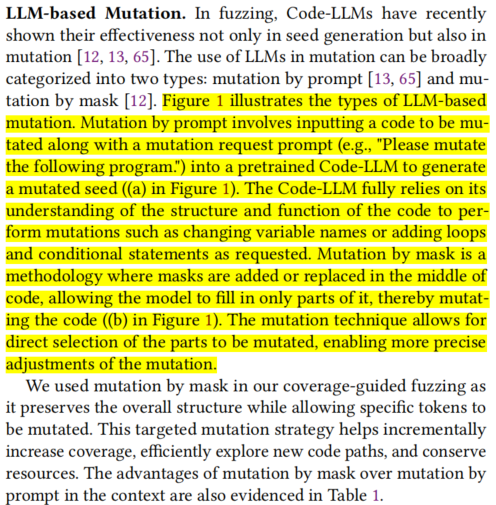 LLM-based Mutation. In fuzzing, Code-LLMs have recently
shown their effectiveness not only in seed generation but also in
mutation [12, 13, 65]. The use of LLMs in mutation can be broadly
categorized into two types: mutation by prompt [13, 65] and mu-
tation by mask [12]. Figure 1 illustrates the types of LLM-based
mutation. Mutation by prompt involves inputting a code to be mu-
tated along with a mutation request prompt (e.g., "Please mutate
the following program.") into a pretrained Code-LLM to generate
a mutated seed ((a) in Figure 1). The Code-LLM fully relies on its
understanding of the structure and function of the code to per-
form mutations such as changing variable names or adding loops
and conditional statements as requested. Mutation by mask is a
methodology where masks are added or replaced in the middle of
code, allowing the model to fill in only parts of it, thereby mutat-
ing the code ((b) in Figure 1). The mutation technique allows for
direct selection of the parts to be mutated, enabling more precise
adjustments of the mutation.
We used mutation by mask in our coverage-guided fuzzing as
it preserves the overall structure while allowing specific tokens to
be mutated. This targeted mutation strategy helps incrementally
increase coverage, efficiently explore new code paths, and conserve
resources. The advantages of mutation by mask over mutation by
prompt in the context are also evidenced in Table 1.